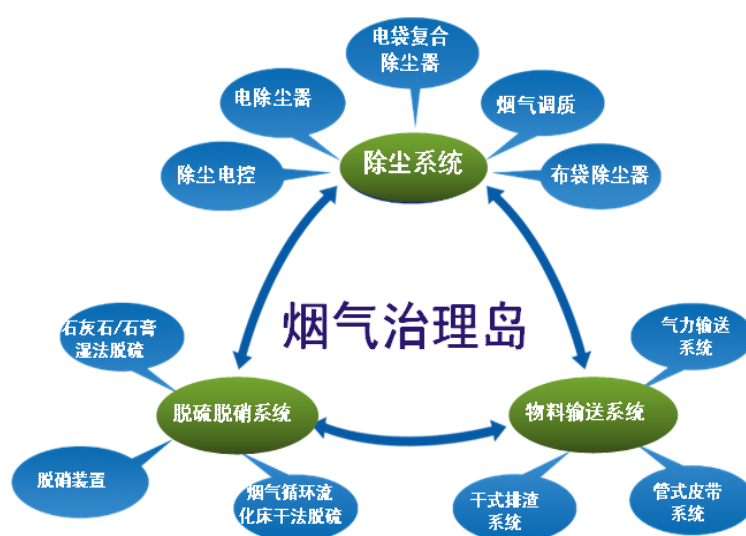 电袋复合
除尘器
电除尘器
烟气调质
除尘电控
除尘系统
布袋除尘器
烟气治理岛
石灰石/石膏
湿法脱硫
气力输送
系统
脱硫脱硝系统
物料输送系统
脱硝装置
烟气循环流
化床干法脱硫
干式排渣
系统
管式皮带
系统